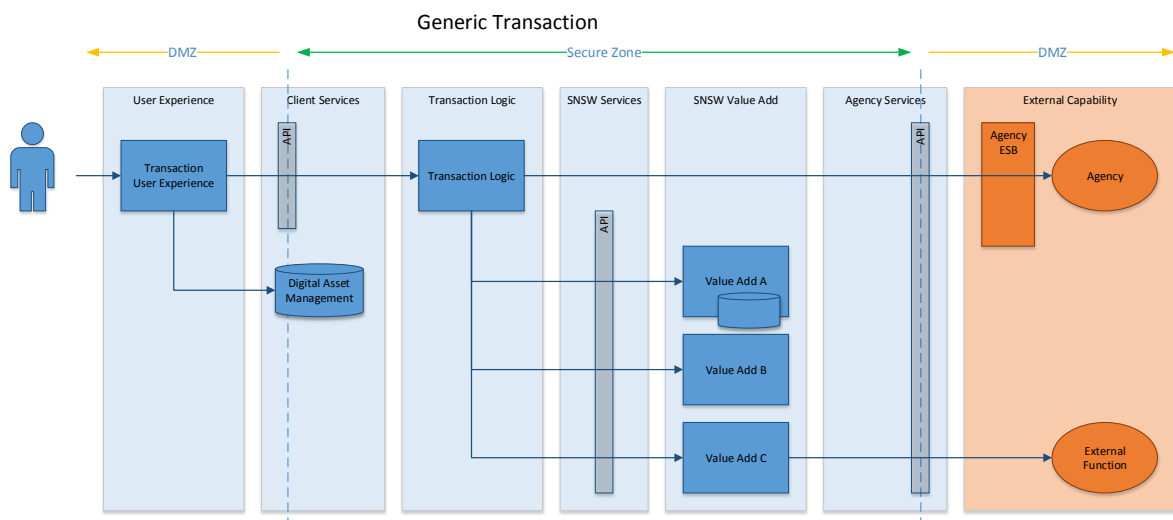 Generic Transaction
DMZ
Secure Zone
DMZ
User Experience
Client Services
Transaction Logic
SNSW Services
SNSW Value Add
Agency Services
External Capability
API
API
Agency
ESB
Transaction
User Experience
Transaction Logic
Agency
API
Digital Asset
Management
Value Add A
Value Add B
Value Add C
External
Function